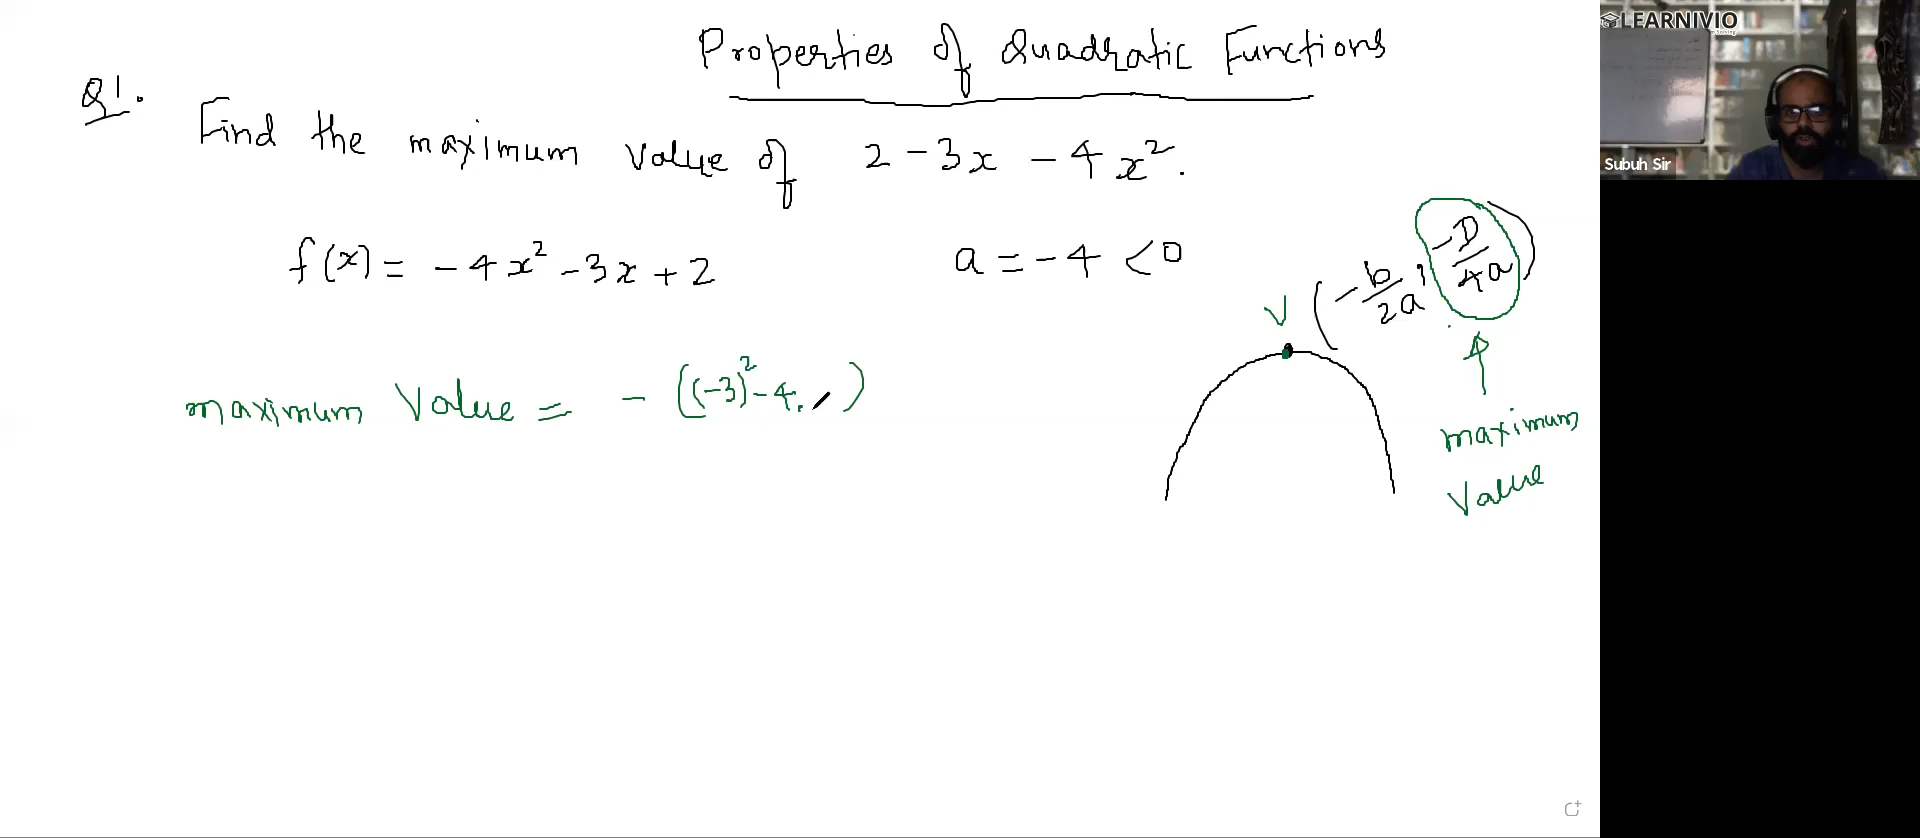 Properties of Quadratic Functions
Q1. Find the maximum value of 2 - 3x - 4x².
f(x) = -4x² - 3x + 2
a = -4 < 0
V (-b/2a, -D/4a)
maximum value = - ((-3)² - 4. )
maximum
value
LEARNIVIO
Subuh Sir